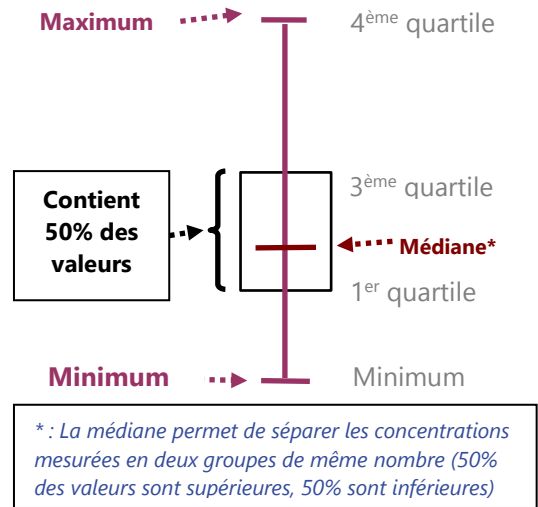 Maximum
4ème quartile
3ème quartile
Contient
50% des
valeurs
Médiane*
1er quartile
Minimum
Minimum
* : La médiane permet de séparer les concentrations
mesurées en deux groupes de même nombre (50%
des valeurs sont supérieures, 50% sont inférieures)